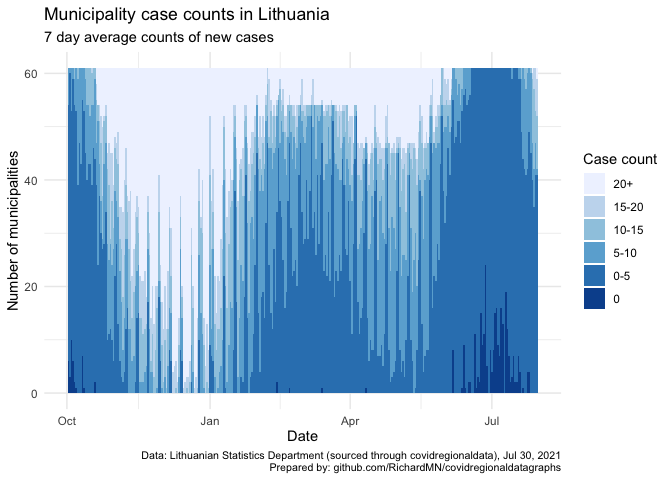 Municipality case counts in Lithuania
7 day average counts of new cases
Number of municipalities
60
40
20
0
Oct
Jan
Apr
Jul
Date
Case count
20+
15-20
10-15
5-10
0-5
0
Data: Lithuanian Statistics Department (sourced through covidregionaldata), Jul 30, 2021
Prepared by: github.com/RichardMN/covidregionaldatagraphs